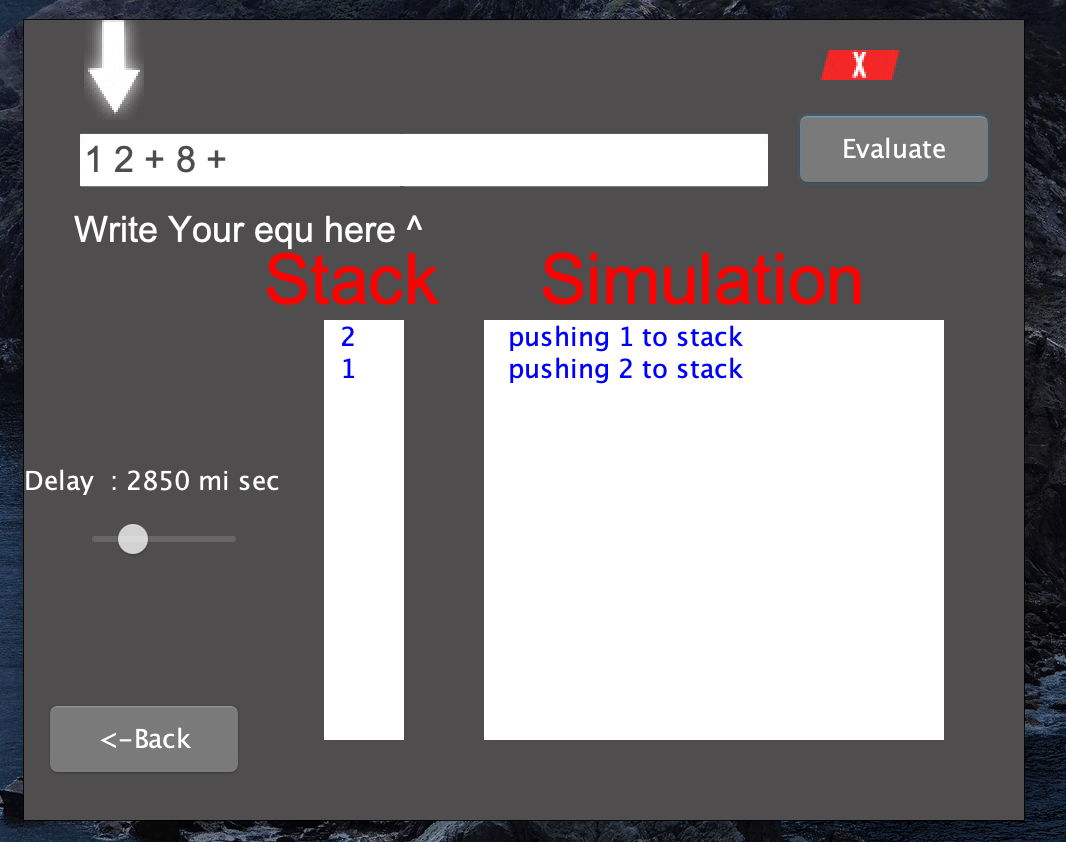 X
1 2 + 8 +
Evaluate
Write Your equ here ^
Stack
Simulation
2
1
pushing 1 to stack
pushing 2 to stack
Delay : 2850 mi sec
<-Back